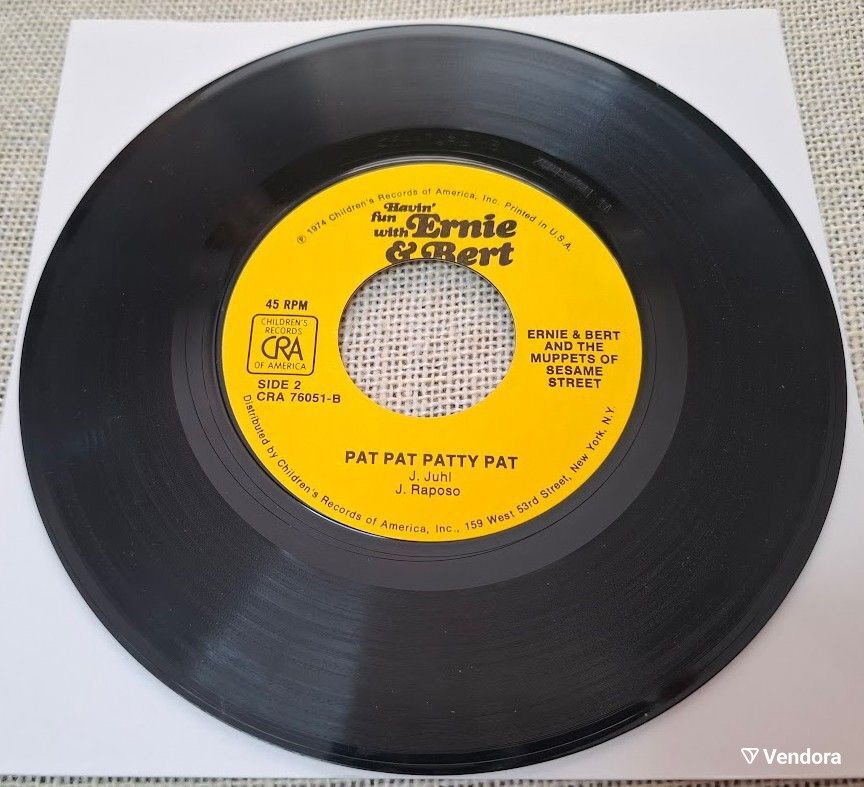 ℗ 1974 Children's Records of America, Inc. Printed in U.S.A.
Havin'
fun
with Ernie
& Bert
45 RPM
CHILDREN'S
RECORDS
CRA
OF AMERICA
SIDE 2
CRA 76051-B
ERNIE & BERT
AND THE
MUPPETS OF
SESAME
STREET
PAT PAT PATTY PAT
J. Juhl
J. Raposo
Distributed by Children's Records of America, Inc., 159 West 53rd Street, New York, N.Y.
Vendora